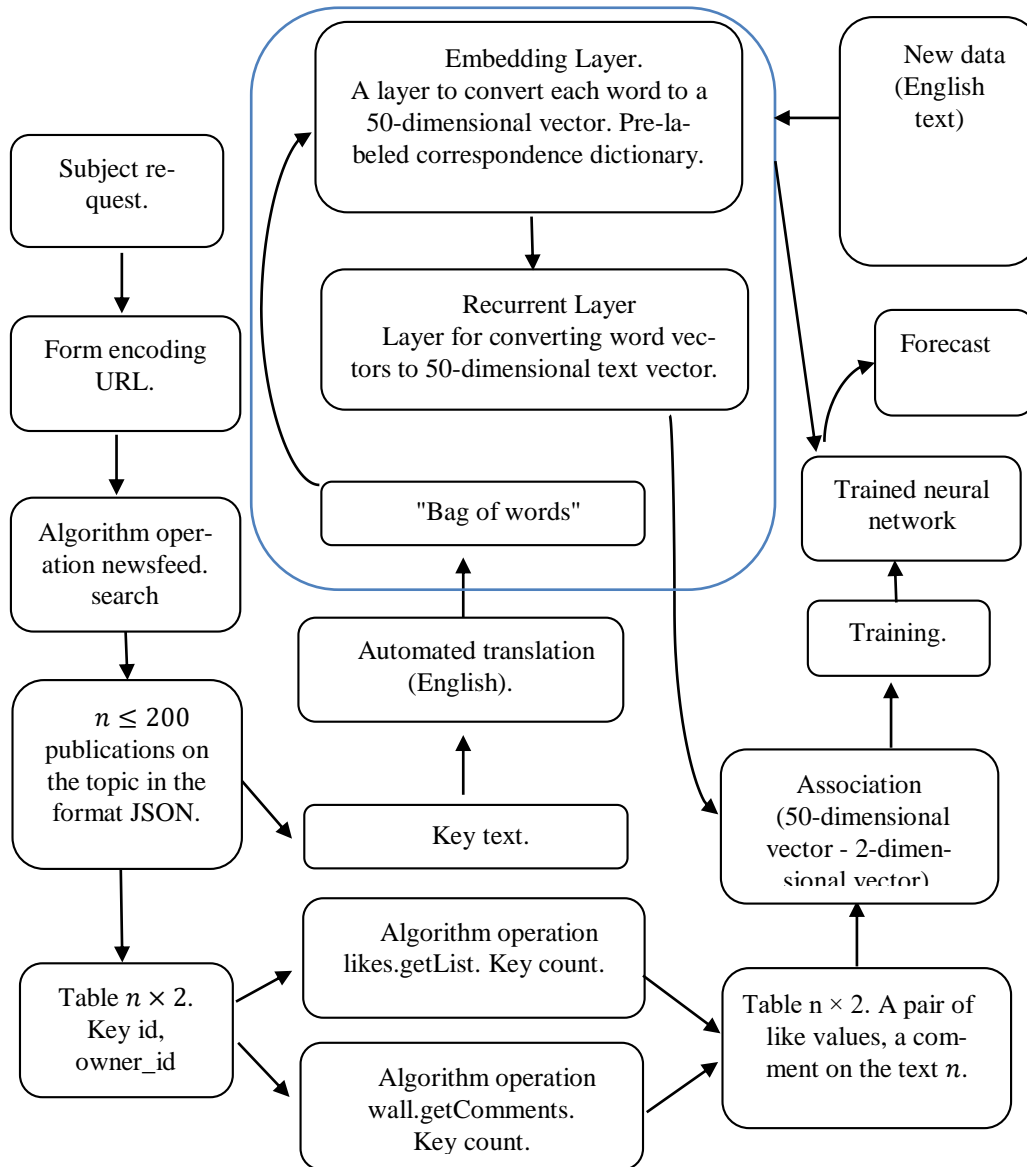 Embedding Layer.
A layer to convert each word to a
50-dimensional vector. Pre-la-
beled correspondence dictionary.
New data
(English
text)
Subject re-
quest.
Recurrent Layer
Layer for converting word vec-
tors to 50-dimensional text vector.
Form encoding
URL.
Forecast
"Bag of words"
Trained neural
network
Algorithm oper-
ation newsfeed.
search
Automated translation
(English).
Training.
n ≤ 200
publications on
the topic in the
format JSON.
Key text.
Association
(50-dimensional
vector - 2-dimen-
sional vector)
Algorithm operation
likes.getList. Key count.
Table n × 2.
Key id,
owner_id
Table n × 2. A pair of
like values, a com-
ment on the text n.
Algorithm operation
wall.getComments.
Key count.